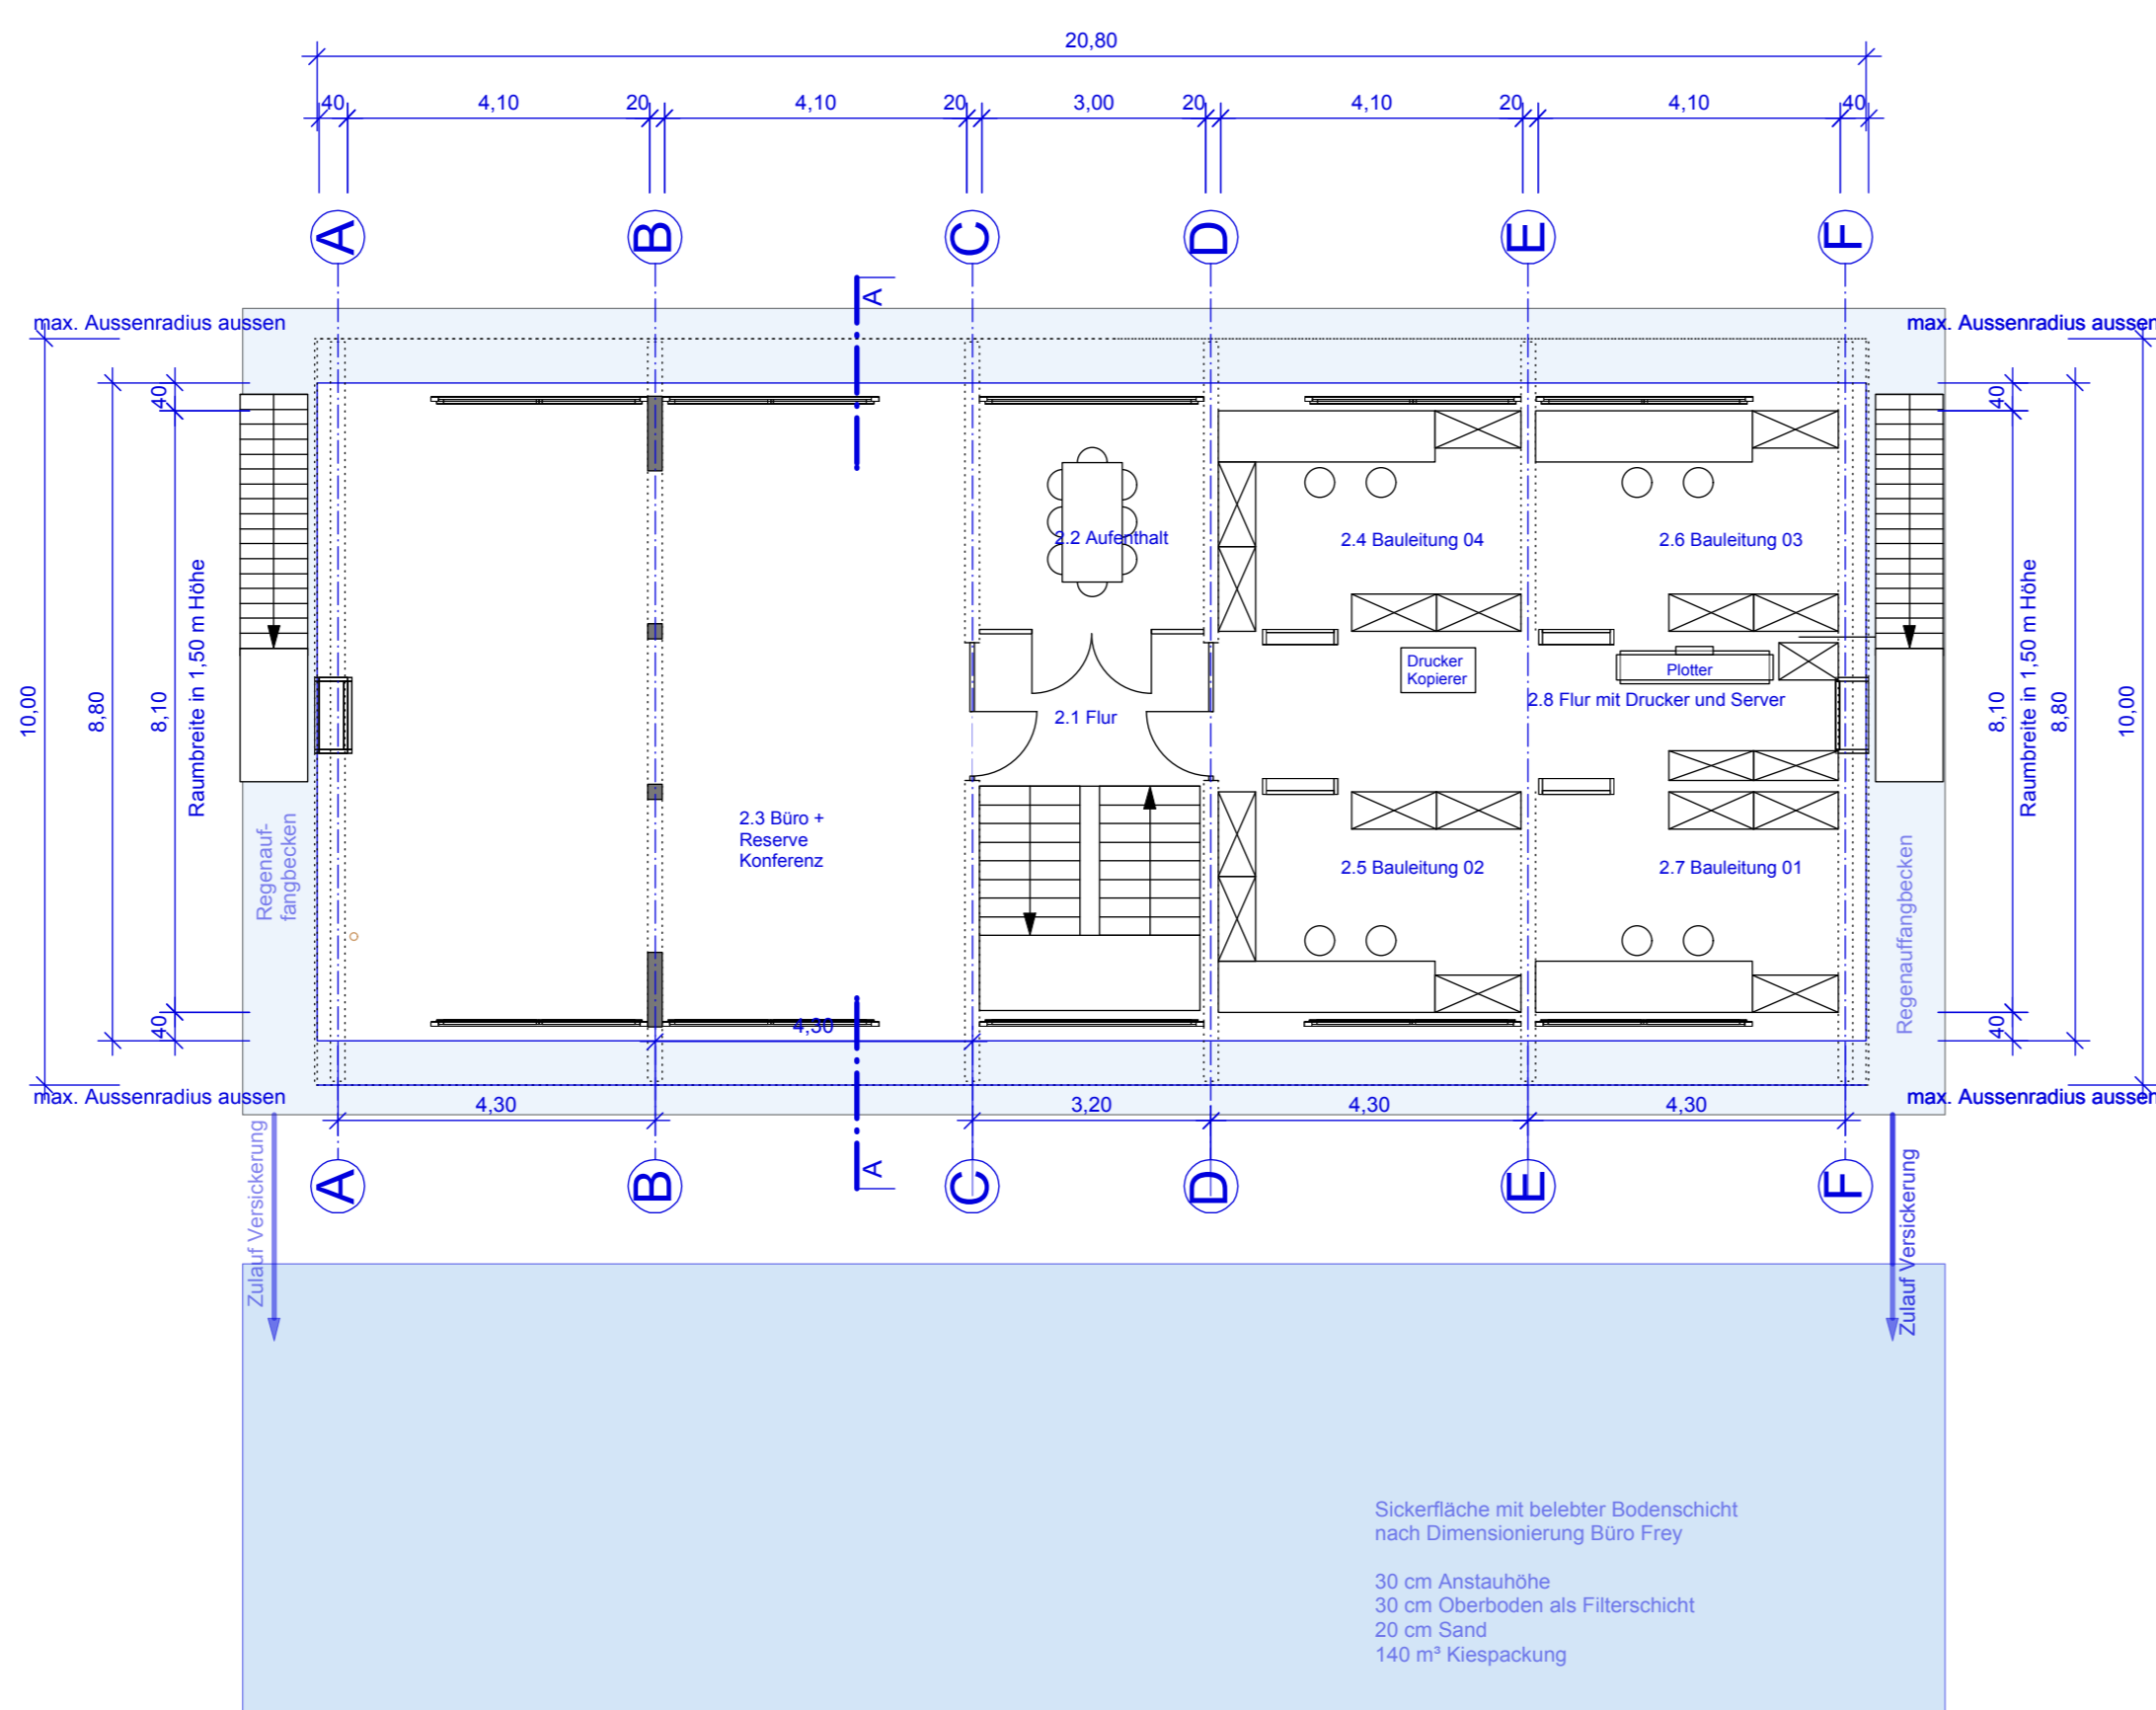 20,80
40 4,10 20 4,10 20 3,00 20 4,10 20 4,10 40
A B C D E F
A
max. Aussenradius aussen
max. Aussenradius aussen
10,00
8,80
40
8,10
40
Raumbreite in 1,50 m Höhe
Regenauf-
fangbecken
2.2 Aufenthalt
2.4 Bauleitung 04
2.6 Bauleitung 03
Drucker
Kopierer
Plotter
2.8 Flur mit Drucker und Server
2.1 Flur
2.3 Büro +
Reserve
Konferenz
2.5 Bauleitung 02
2.7 Bauleitung 01
40
8,10
40
Raumbreite in 1,50 m Höhe
8,80
10,00
Regenauffangbecken
4,30
max. Aussenradius aussen
max. Aussenradius aussen
4,30 3,20 4,30 4,30
A
A B C D E F
Zulauf Versickerung
Zulauf Versickerung
Sickerfläche mit belebter Bodenschicht
nach Dimensionierung Büro Frey
30 cm Anstauhöhe
30 cm Oberboden als Filterschicht
20 cm Sand
140 m³ Kiespackung